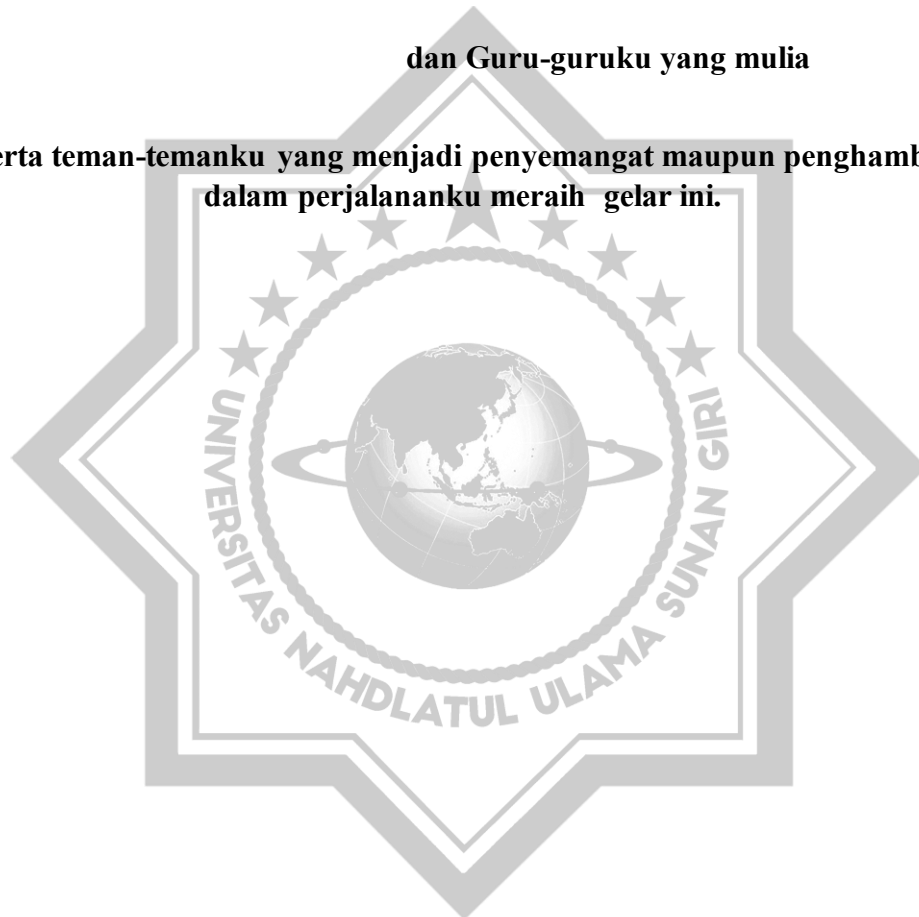 dan Guru-guruku yang mulia
erta teman-temanku yang menjadi penyemangat maupun penghamb
dalam perjalananku meraih gelar ini.
UNIVERSITAS NAHDLATUL ULAMA SUNAN GIRI